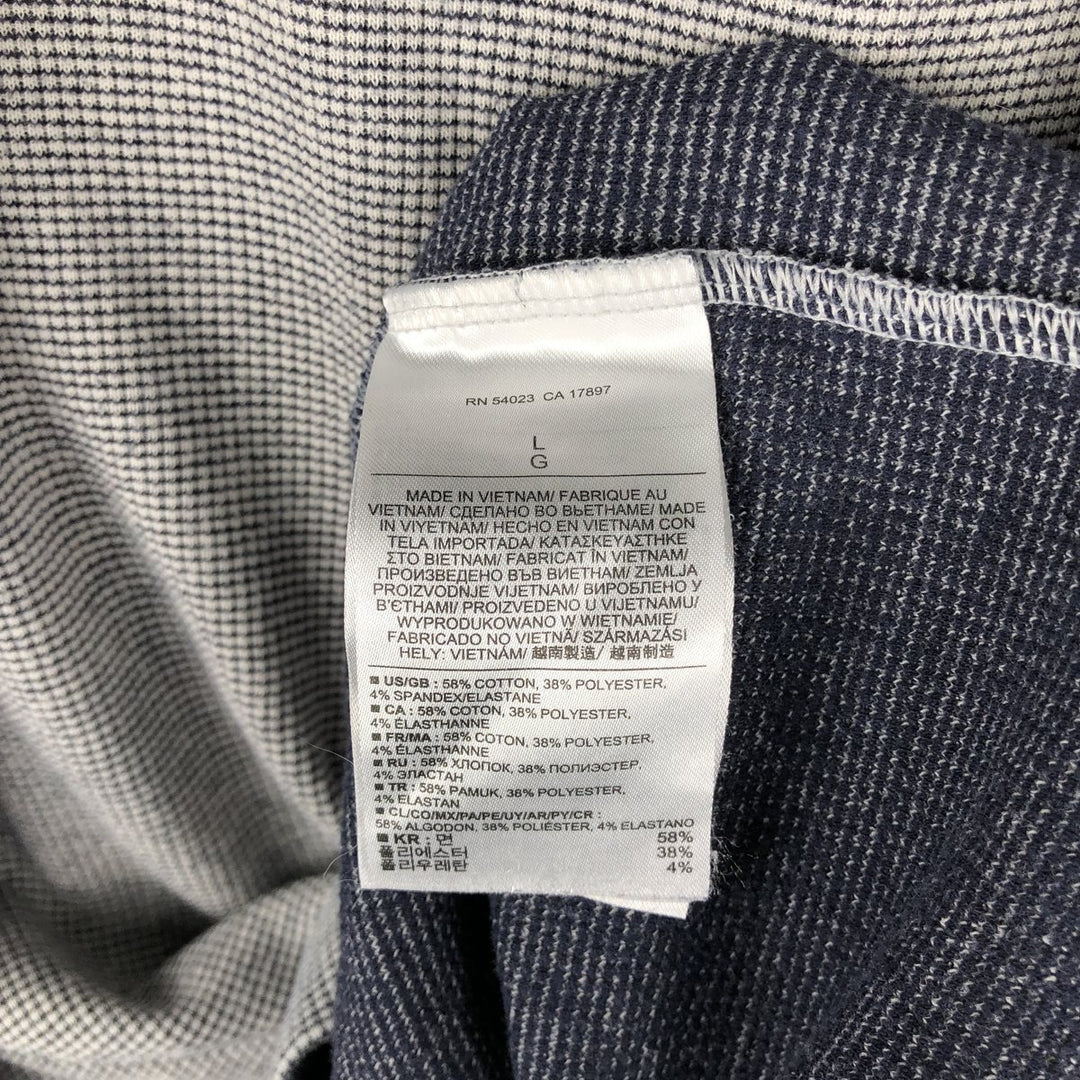 RN 54023 CA 17897
L
G
MADE IN VIETNAM/ FABRIQUE AU
VIETNAM/ СДЕЛАНО ВО ВЬЕТНАМЕ/ MADE
IN VIYETNAM/ HECHO EN VIETNAM CON
TELA IMPORTADA/ ΚΑΤΑΣΚΕΥΑΣΤΗΚΕ
ΣΤΟ ΒΙΕΤΝΑΜ/ FABRICAT ÎN VIETNAM/
ПРОИЗВЕДЕНО ВЪВ ВИЕТНАМ/ ZEMLJA
PROIZVODNJE VIJETNAM/ ВИРОБЛЕНО У
В'ЄТНАМІ/ PROIZVEDENO U VIJETNAMU/
WYPRODUKOWANO W WIETNAMIE/
FABRICADO NO VIETNÃ/ SZÁRMAZÁSI
HELY: VIETNÁM/ 越南製造/ 越南制造
US/GB : 58% COTTON, 38% POLYESTER,
4% SPANDEX/ELASTANE
CA : 58% COTON, 38% POLYESTER,
4% ÉLASTHANNE
FR/MA : 58% COTON, 38% POLYESTER,
4% ÉLASTHANNE
RU : 58% ХЛОПОК, 38% ПОЛИЭСТЕР,
4% ЭЛАСТАН
TR : 58% PAMUK, 38% POLYESTER,
4% ELASTAN
CL/CO/MX/PA/PE/UY/AR/PY/CR :
58% ALGODON, 38% POLIÉSTER, 4% ELASTANO
KR : 면 58%
폴리에스터 38%
폴리우레탄 4%